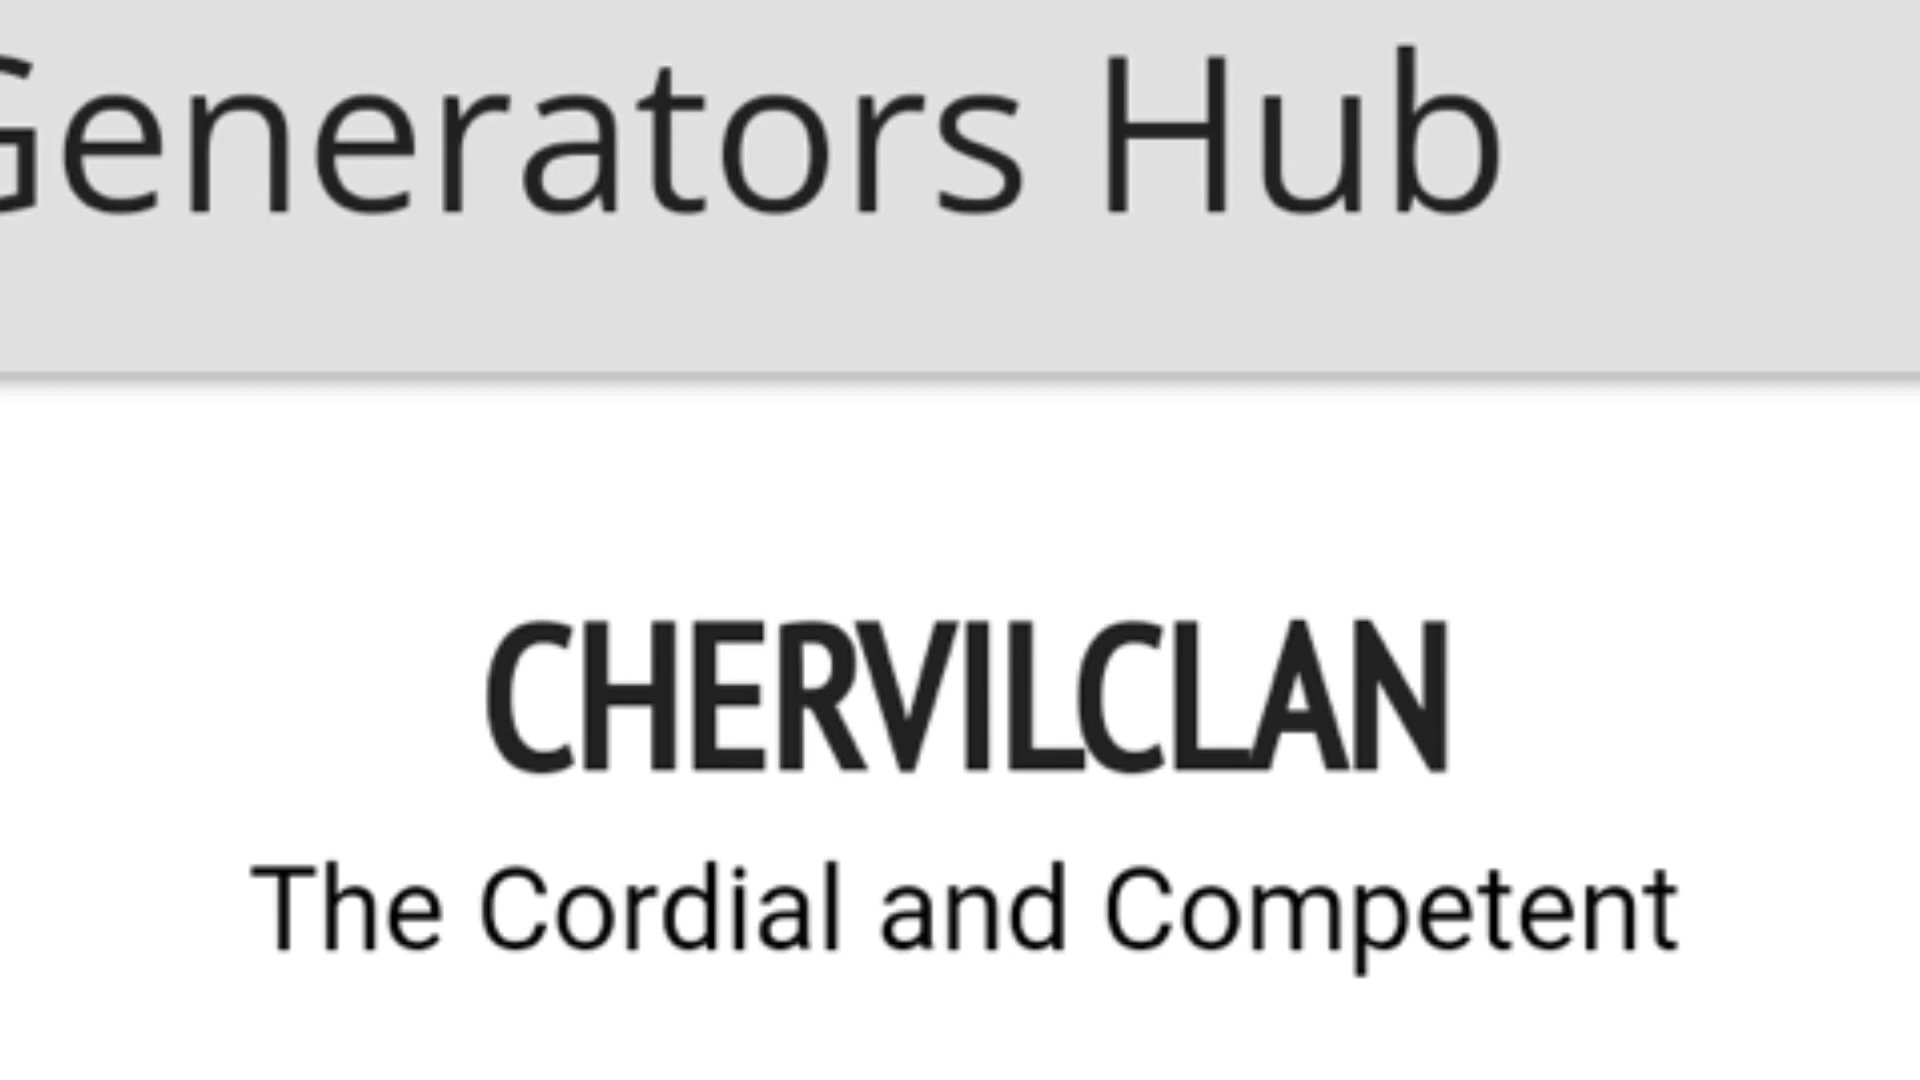 Generators Hub
CHERVILCLAN
The Cordial and Competent